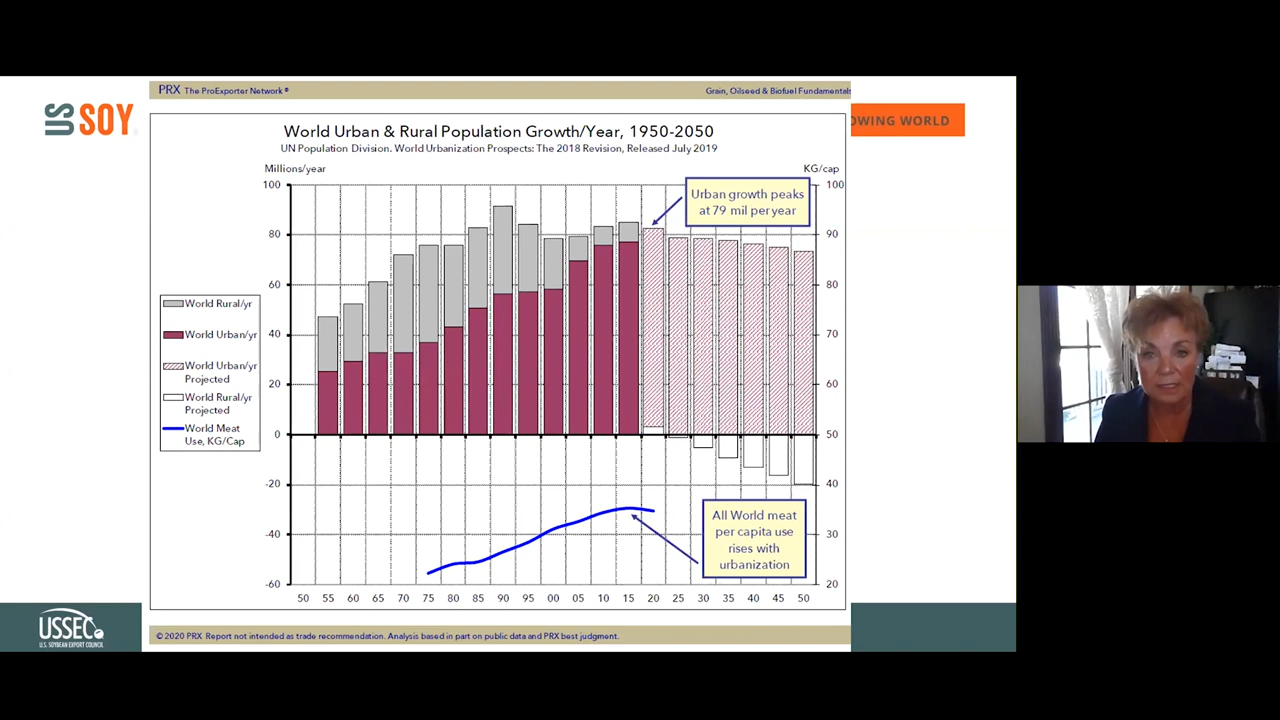 PRX The ProExporter Network ®
Grain, Oilseed & Biofuel Fundamentals
US SOY
OWING WORLD
World Urban & Rural Population Growth/Year, 1950-2050
UN Population Division. World Urbanization Prospects: The 2018 Revision, Released July 2019
Millions/year
KG/cap
100
80
60
40
20
0
-20
-40
-60
100
90
80
70
60
50
40
30
20
Urban growth peaks
at 79 mil per year
World Rural/yr
World Urban/yr
World Urban/yr
Projected
World Rural/yr
Projected
World Meat
Use, KG/Cap
All World meat
per capita use
rises with
urbanization
50 55 60 65 70 75 80 85 90 95 00 05 10 15 20 25 30 35 40 45 50
USSEC
U.S. SOYBEAN EXPORT COUNCIL
© 2020 PRX Report not intended as trade recommendation. Analysis based in part on public data and PRX best judgment.